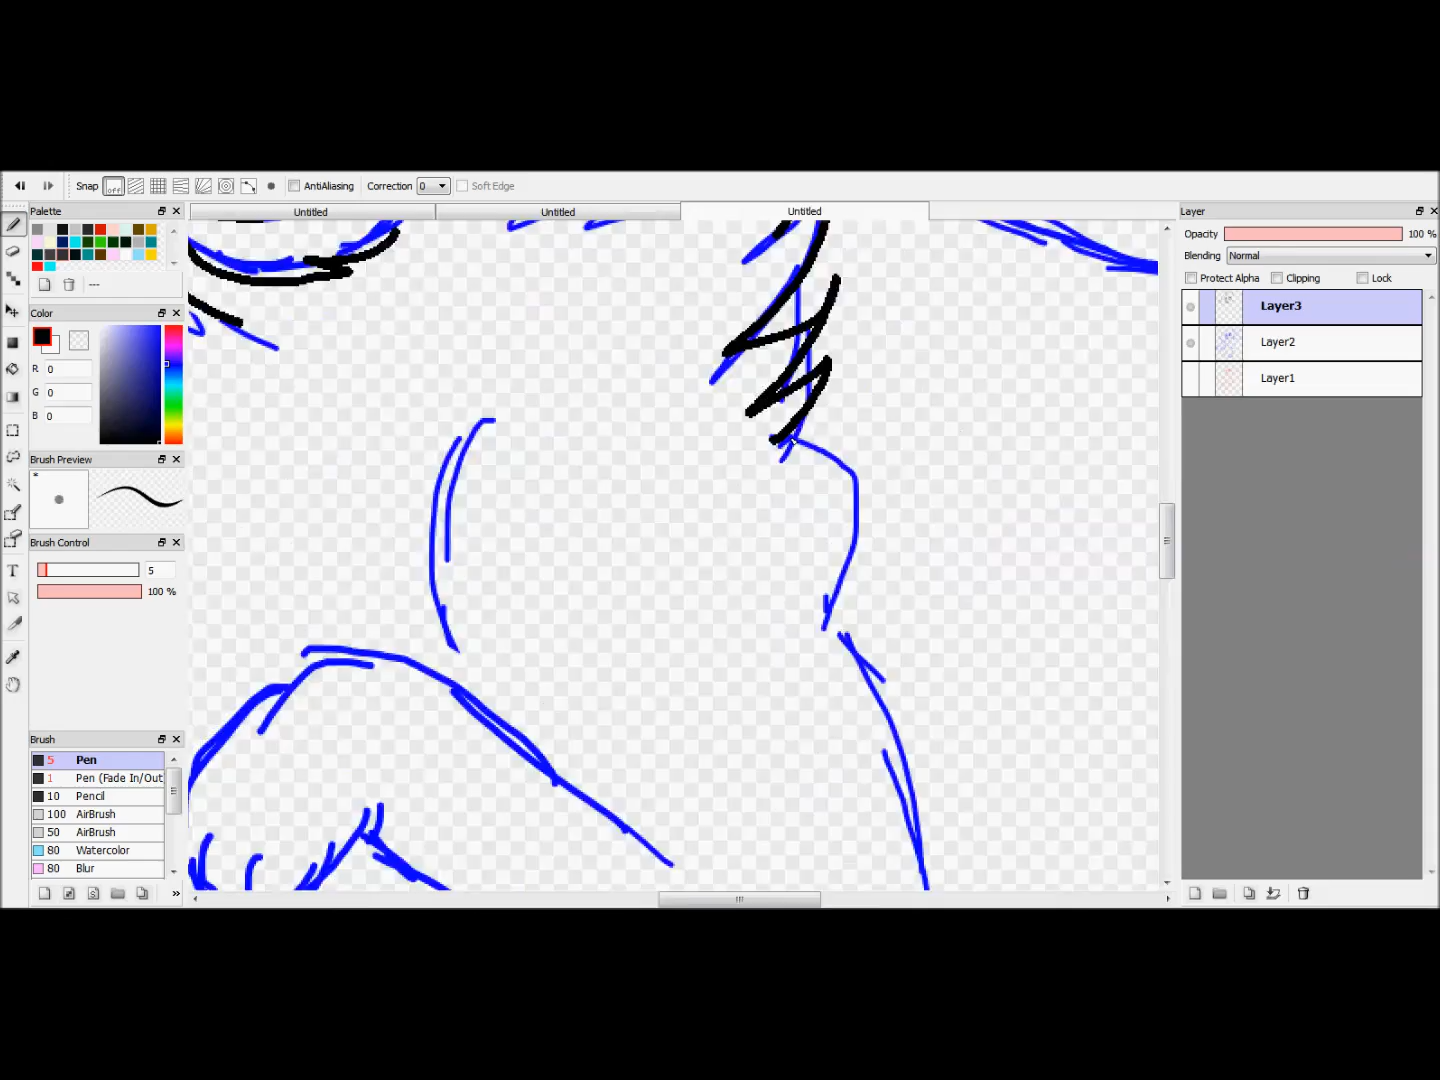 Snap off AntiAliasing Correction 0 Soft Edge
Palette Untitled Untitled Untitled Layer
Opacity 100 %
Blending Normal
Protect Alpha Clipping Lock
---
Layer3
Color
Layer2
R 0
Layer1
G 0
B 0
Brush Preview
*
Brush Control
5
100 %
T
Brush
5 Pen
1 Pen (Fade In/Out
10 Pencil
100 AirBrush
50 AirBrush
80 Watercolor
80 Blur
»